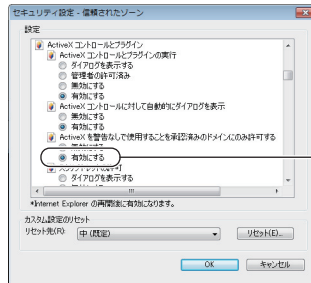 セキュリティ設定 - 信頼されたゾーン
設定
ActiveX コントロールとプラグイン
ActiveX コントロールとプラグインの実行
ダイアログを表示する
管理者の許可済み
無効にする
有効にする
ActiveX コントロールに対して自動的にダイアログを表示
無効にする
有効にする
ActiveX を警告なしで使用することを承認済みのドメインにのみ許可する
有効にする
ダイアログを表示する
*Internet Explorer の再開後に有効になります。
カスタム設定のリセット
リセット先(R):
中 (既定)
リセット(E)...
OK
キャンセル